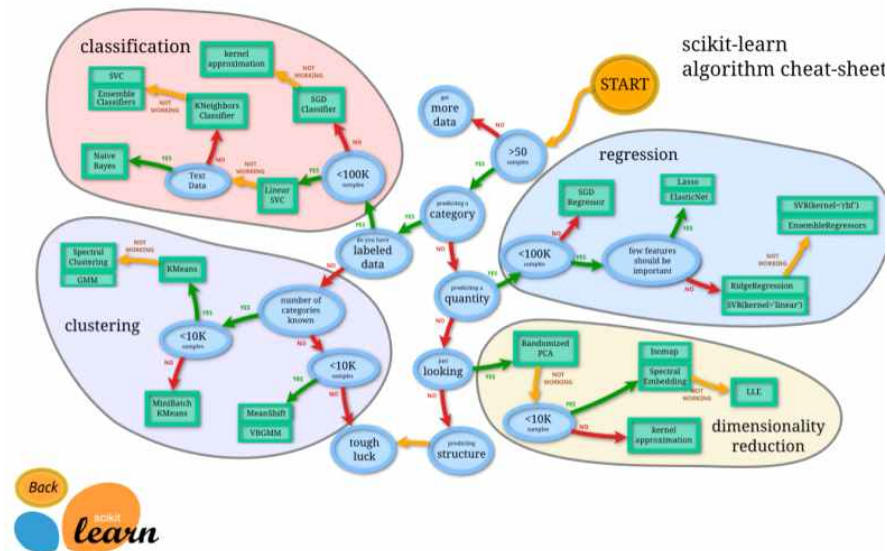 scikit-learn
algorithm cheat-sheet
START
classification
kernel
approximation
NOT
WORKING
SVC
Ensemble
Classifiers
NOT
WORKING
KNeighbors
Classifier
SGD
Classifier
NO
Naive
Bayes
YES
Text
Data
NO
NOT
WORKING
Linear
SVC
YES
<100K
samples
YES
get
more
data
NO
>50
samples
YES
predicting a
category
YES
NO
do you have
labeled
data
NO
predicting a
quantity
YES
NO
regression
SGD
Regressor
NO
<100K
samples
YES
Lasso
ElasticNet
YES
few features
should be
important
NO
SVR(kernel='rbf')
EnsembleRegressors
NOT
WORKING
RidgeRegression
SVR(kernel='linear')
clustering
Spectral
Clustering
GMM
NOT
WORKING
KMeans
YES
<10K
samples
NO
MiniBatch
KMeans
YES
number of
categories
known
NO
<10K
samples
YES
NO
MeanShift
VBGMM
just
looking
YES
NO
tough
luck
predicting
structure
Randomized
PCA
NOT
WORKING
<10K
samples
YES
NO
Isomap
Spectral
Embedding
NOT
WORKING
LLE
kernel
approximation
dimensionality
reduction
Back
scikit
learn